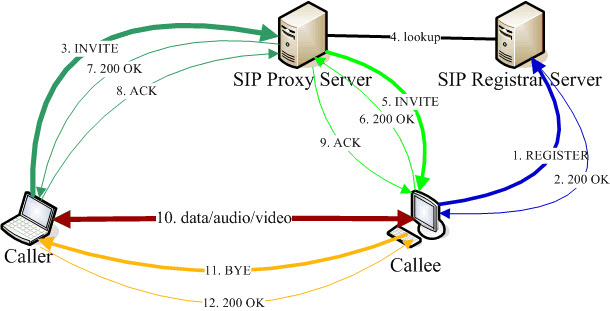 3. INVITE
7. 200 OK
8. ACK
4. lookup
SIP Proxy Server
SIP Registrar Server
5. INVITE
6. 200 OK
9. ACK
1. REGISTER
2. 200 OK
10. data/audio/video
Caller
Callee
11. BYE
12. 200 OK